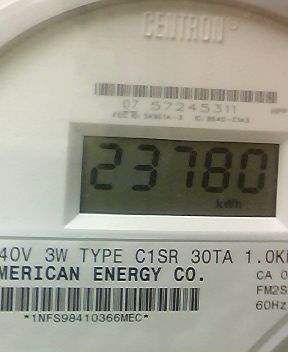 CENTRON®
07 57245311
23780
kWh
40V 3W TYPE C1SR 30TA 1.0K
MERICAN ENERGY CO.
CA 0
FM2S
60Hz
*1NFS98410366MEC*